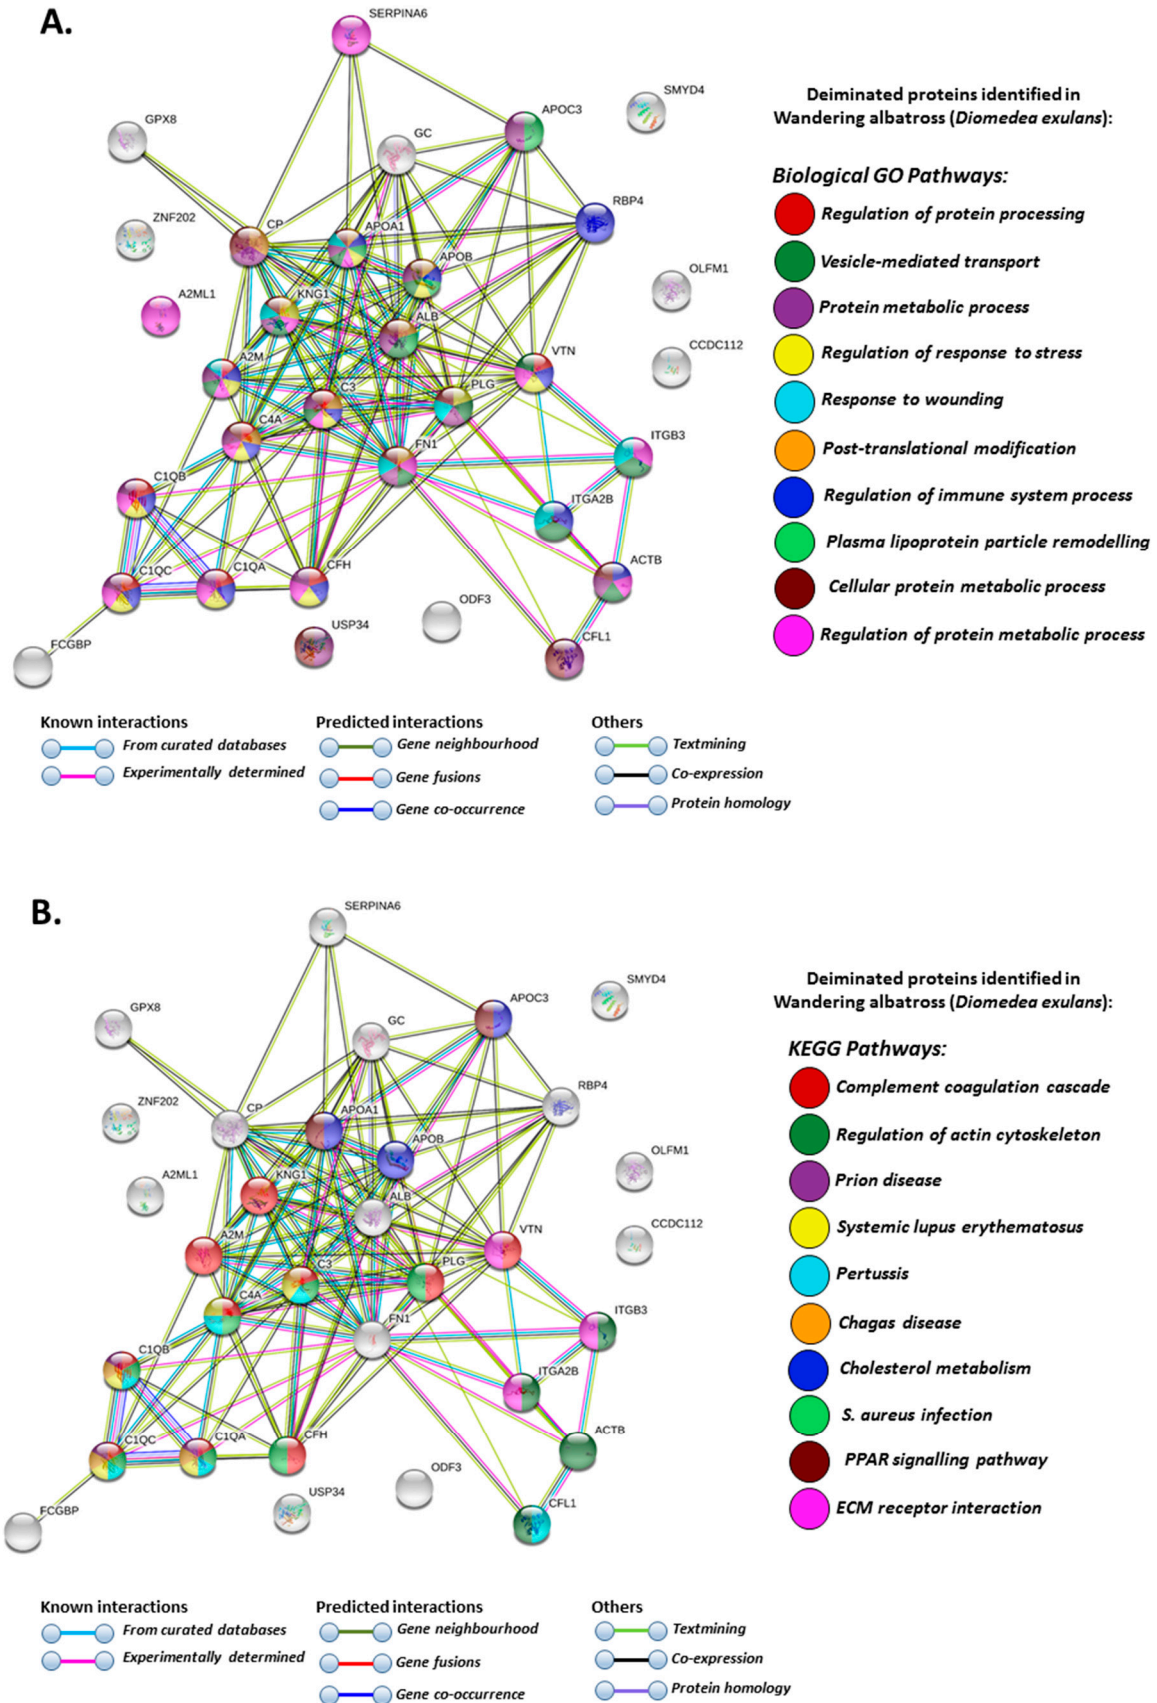 A.
SERPINA6
SMYD4
APOC3
GPX8
GC
RBP4
ZNF202
CP
APOA1
APOB
OLFM1
A2ML1
KNG1
ALB
CCDC112
A2M
VTN
C3
PLG
C4A
FN1
ITGB3
C1QB
ITGA2B
C1QC
C1QA
CFH
ACTB
ODF3
USP34
CFL1
FCGBP
Deiminated proteins identified in
Wandering albatross (Diomedea exulans):
Biological GO Pathways:
Regulation of protein processing
Vesicle-mediated transport
Protein metabolic process
Regulation of response to stress
Response to wounding
Post-translational modification
Regulation of immune system process
Plasma lipoprotein particle remodelling
Cellular protein metabolic process
Regulation of protein metabolic process
Known interactions
From curated databases
Experimentally determined
Predicted interactions
Gene neighbourhood
Gene fusions
Gene co-occurrence
Others
Textmining
Co-expression
Protein homology
B.
SERPINA6
SMYD4
APOC3
GPX8
GC
RBP4
ZNF202
CP
APOA1
APOB
OLFM1
A2ML1
KNG1
ALB
CCDC112
A2M
VTN
C3
PLG
C4A
FN1
ITGB3
C1QB
ITGA2B
C1QC
C1QA
CFH
ACTB
ODF3
USP34
CFL1
FCGBP
Deiminated proteins identified in
Wandering albatross (Diomedea exulans):
KEGG Pathways:
Complement coagulation cascade
Regulation of actin cytoskeleton
Prion disease
Systemic lupus erythematosus
Pertussis
Chagas disease
Cholesterol metabolism
S. aureus infection
PPAR signalling pathway
ECM receptor interaction
Known interactions
From curated databases
Experimentally determined
Predicted interactions
Gene neighbourhood
Gene fusions
Gene co-occurrence
Others
Textmining
Co-expression
Protein homology